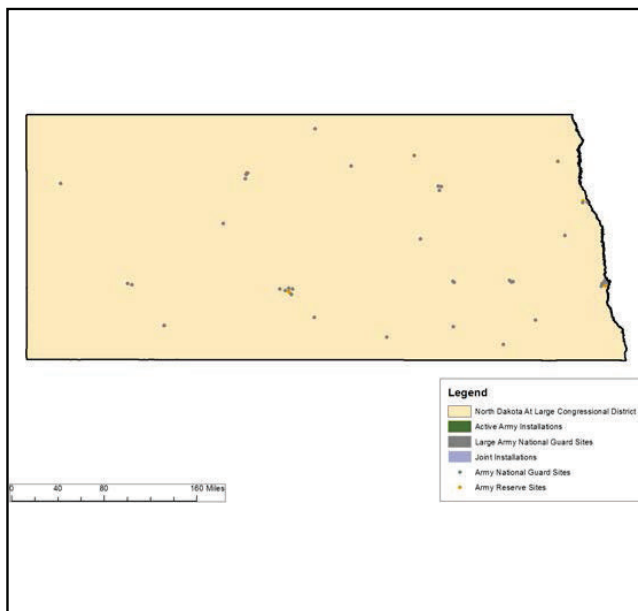 Legend
North Dakota At Large Congressional District
Active Army Installations
Large Army National Guard Sites
Joint Installations
Army National Guard Sites
Army Reserve Sites
0 40 80 160 Miles